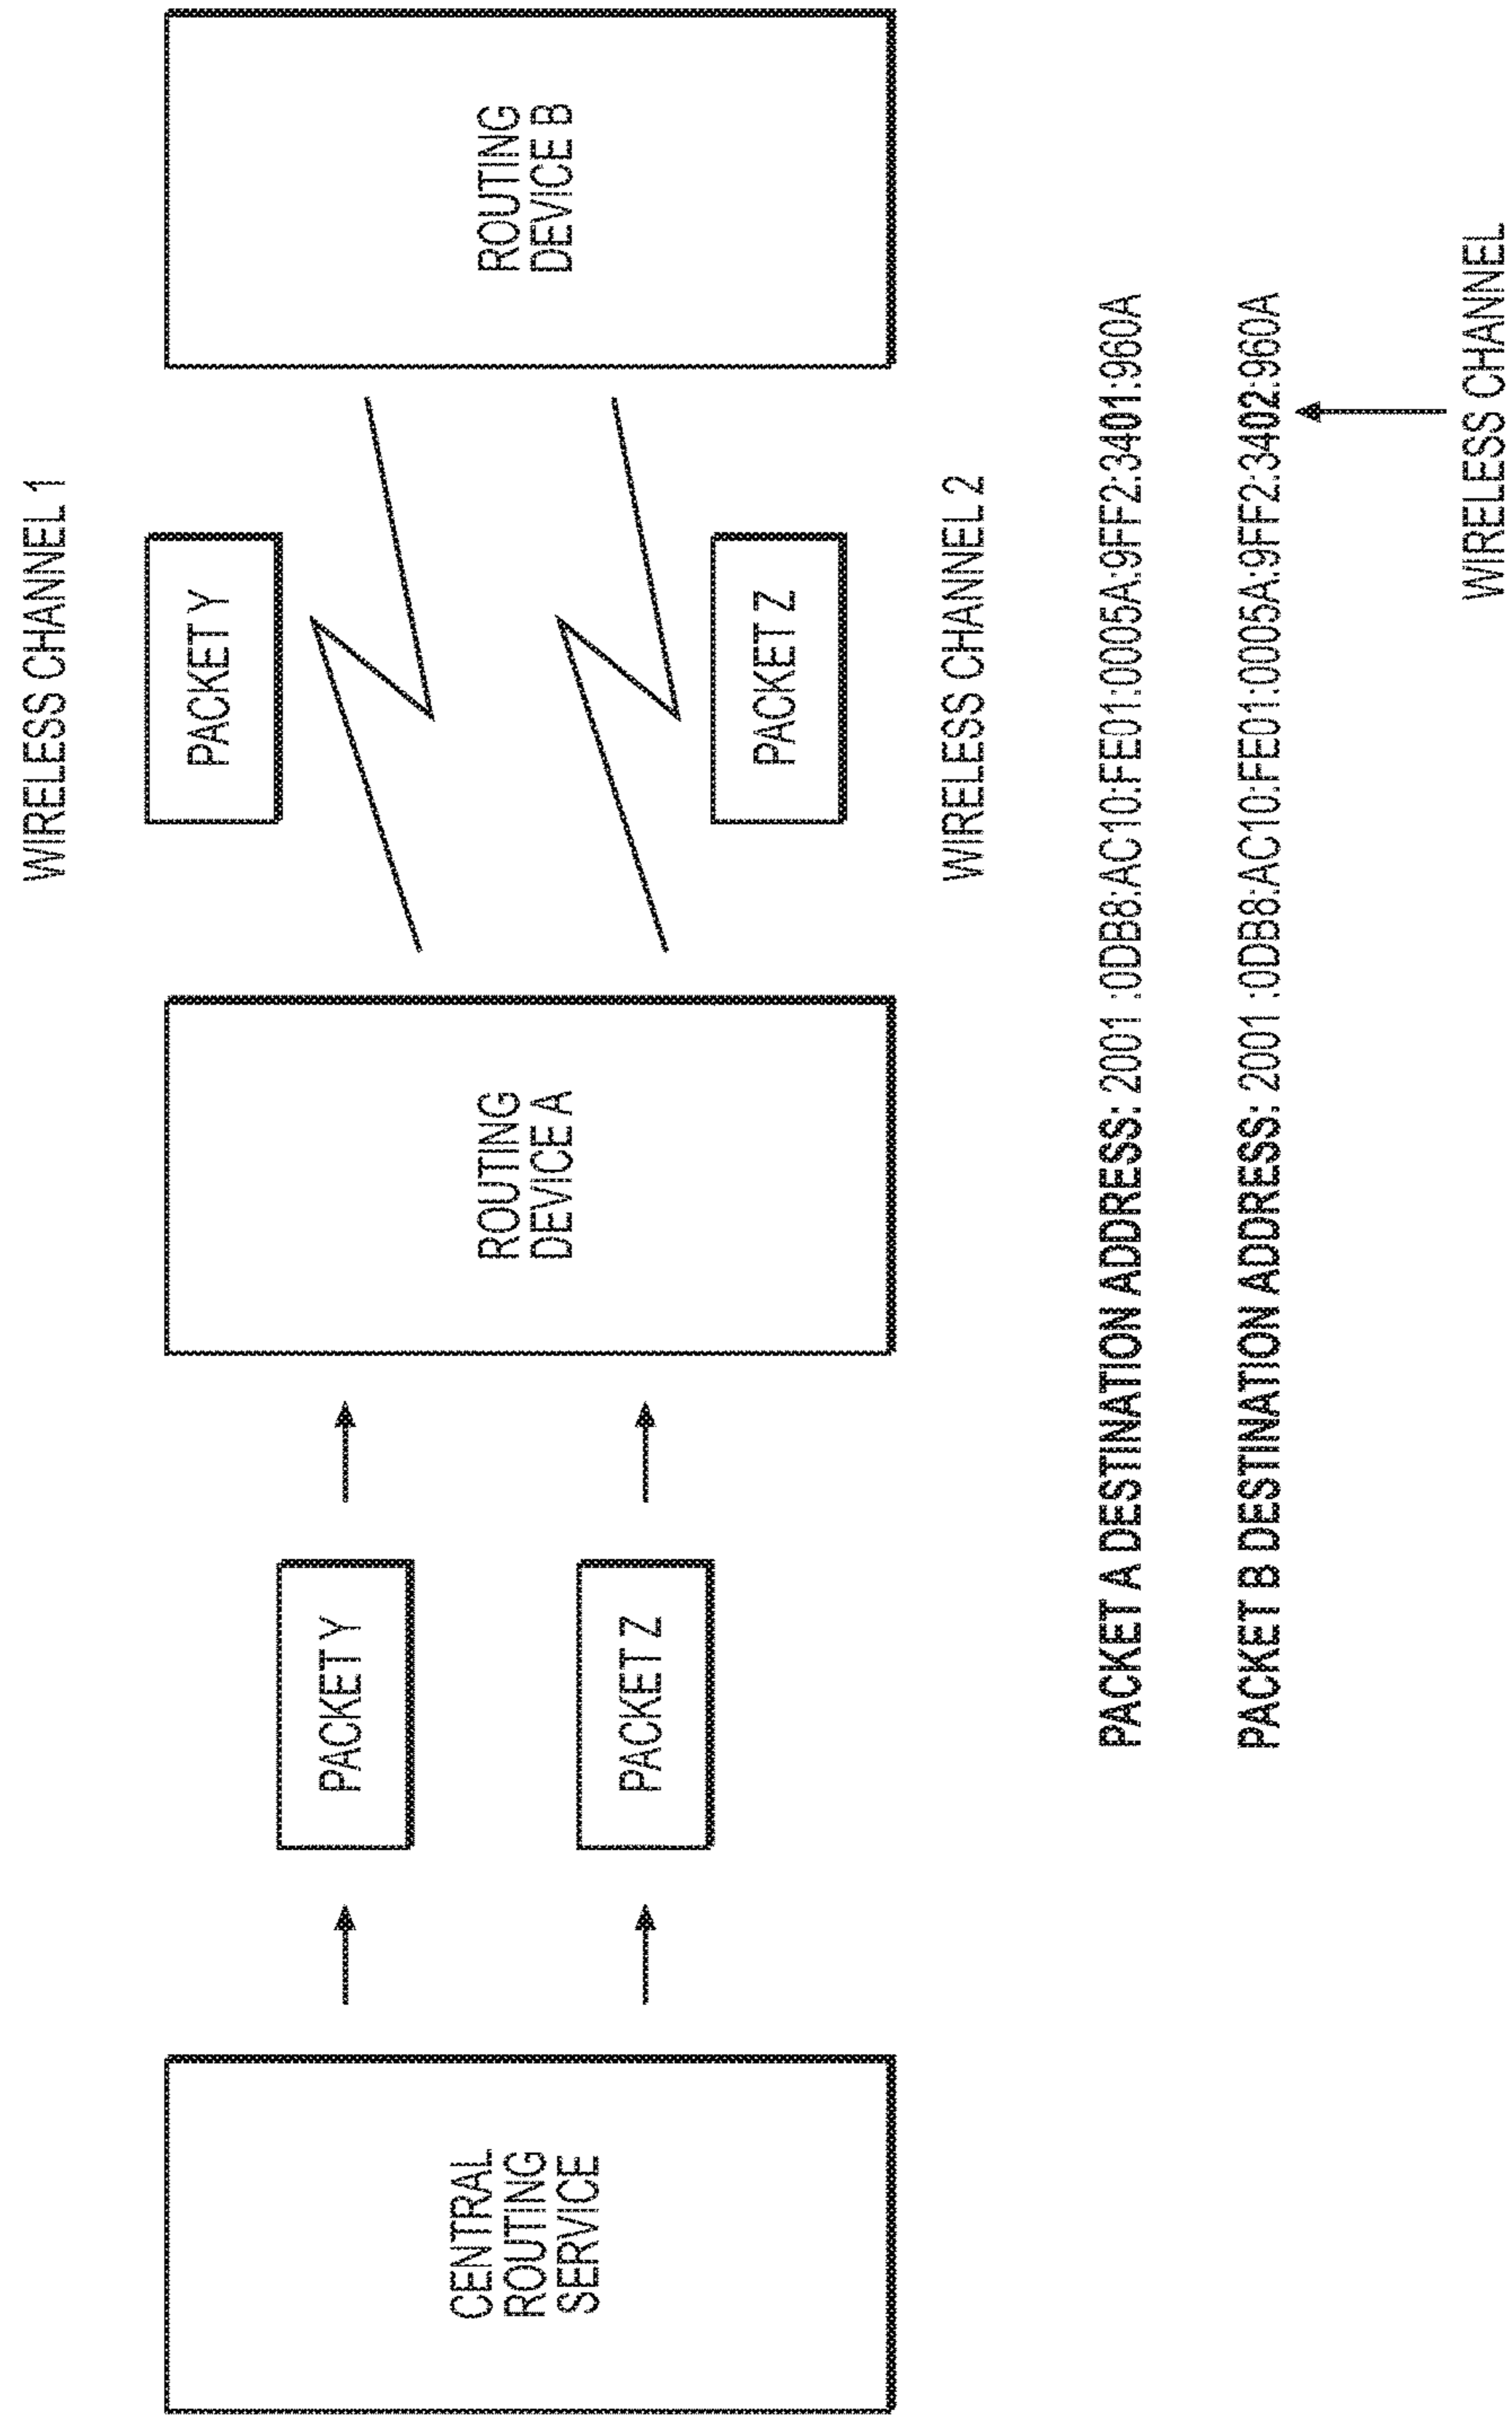 WIRELESS CHANNEL 1
PACKET Y
CENTRAL
ROUTING
SERVICE
PACKET Y
PACKET Z
ROUTING
DEVICE A
ROUTING
DEVICE B
PACKET Z
WIRELESS CHANNEL 2
PACKET A DESTINATION ADDRESS: 2001 :0DB8:AC10:FE01:0005A:9FF2:3401:960A
PACKET B DESTINATION ADDRESS: 2001 :0DB8:AC10:FE01:0005A:9FF2:3402:960A
WIRELESS CHANNEL